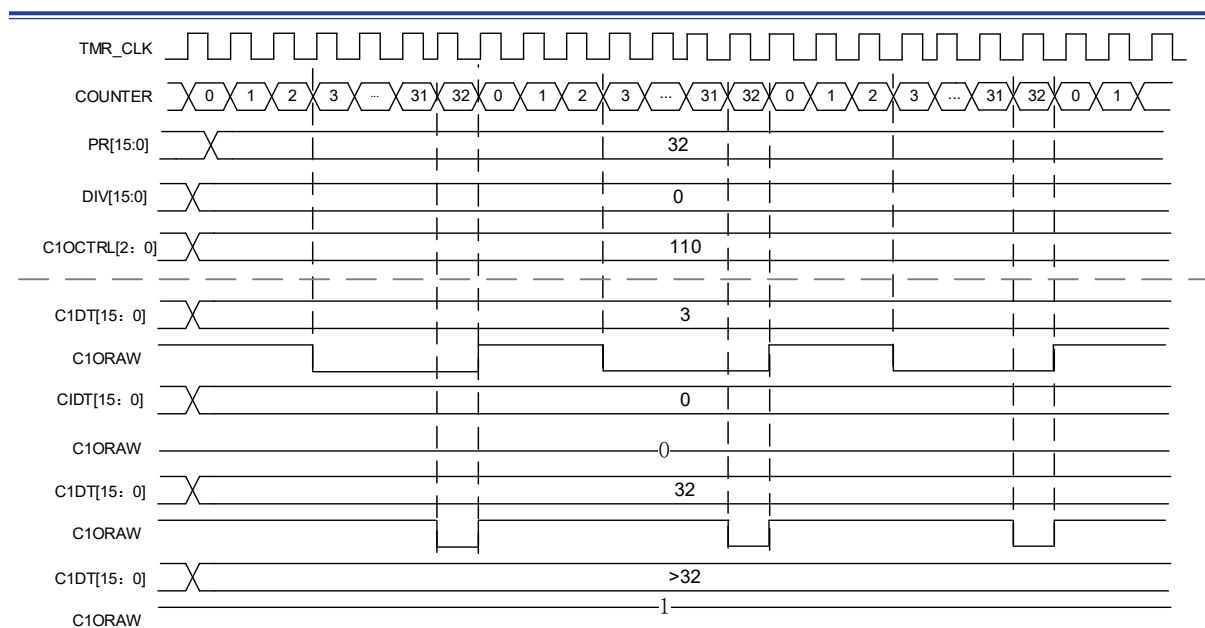 TMR_CLK
COUNTER 0 1 2 3 ... 31 32 0 1 2 3 ... 31 32 0 1 2 3 ... 31 32 0 1
PR[15:0] 32
DIV[15:0] 0
C1OCTRL[2：0] 110
C1DT[15：0] 3
C1ORAW
CIDT[15：0] 0
C1ORAW 0
C1DT[15：0] 32
C1ORAW
C1DT[15：0] >32
C1ORAW 1